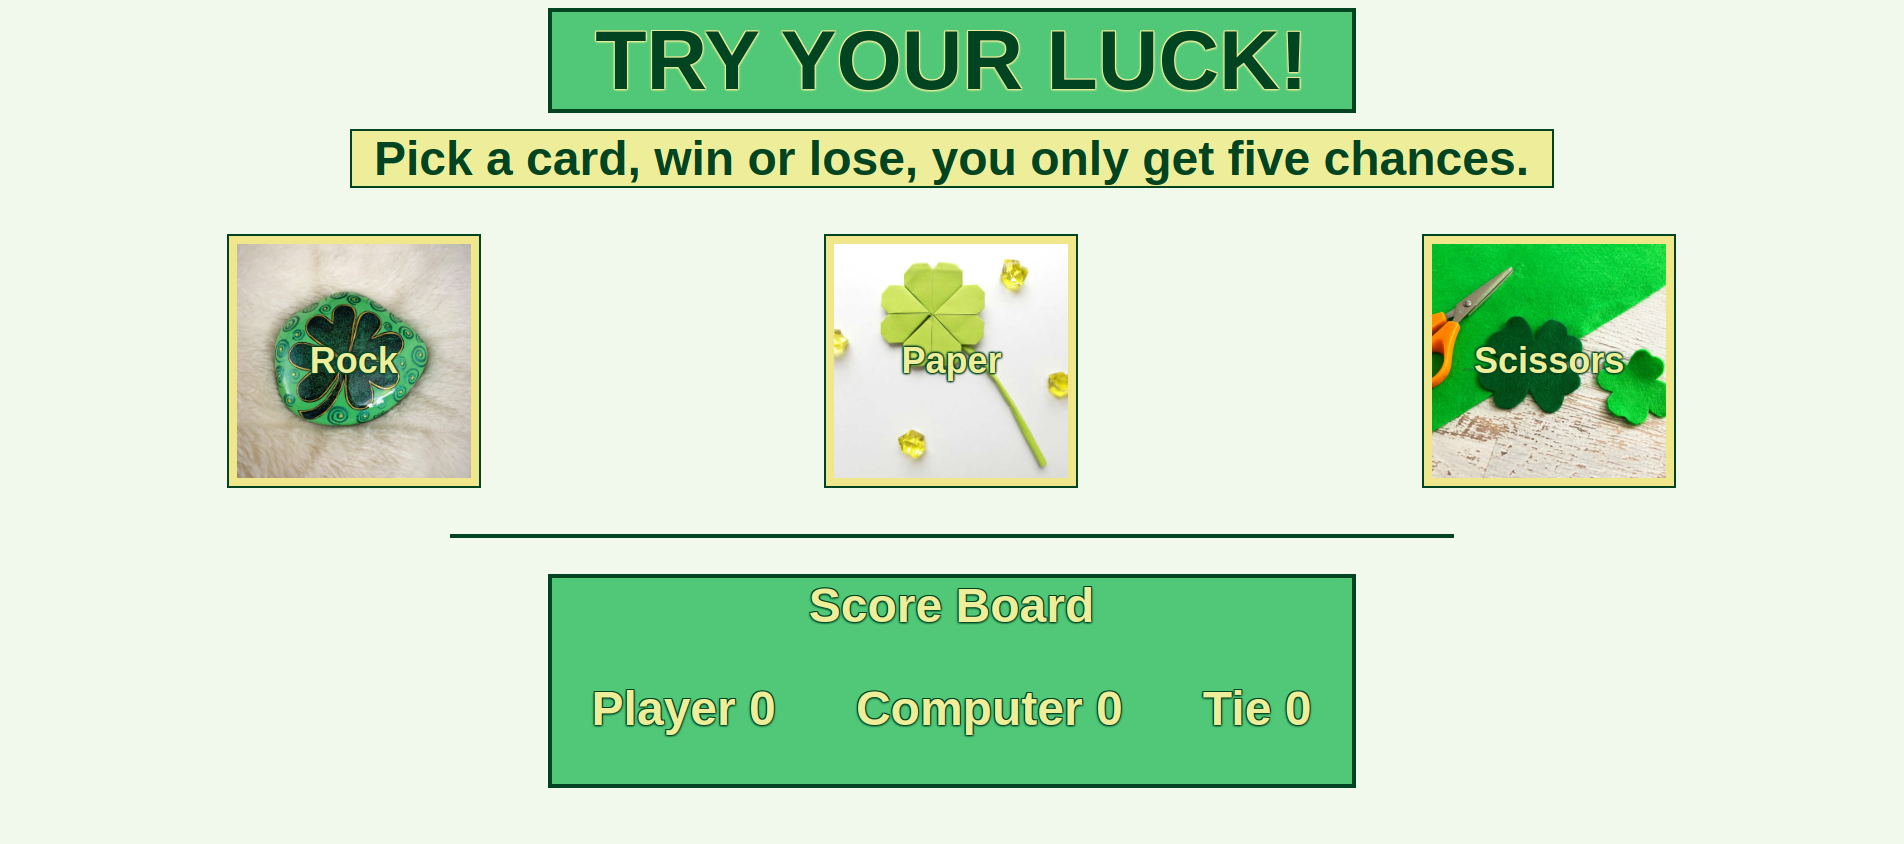 TRY YOUR LUCK!
Pick a card, win or lose, you only get five chances.
Rock
Paper
Scissors
Score Board
Player 0
Computer 0
Tie 0